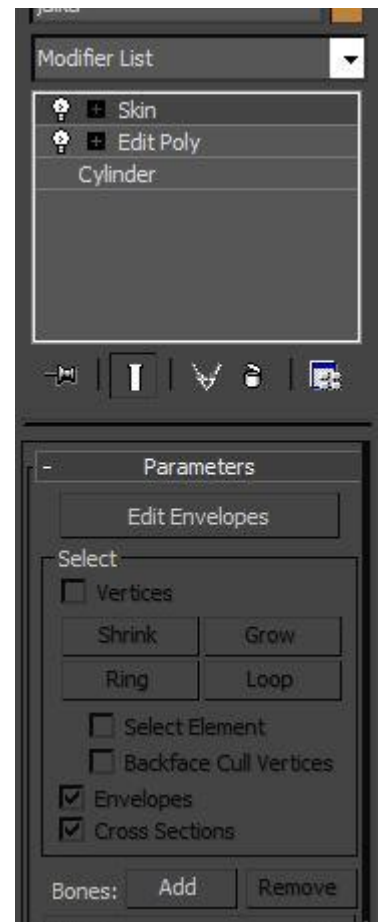 Modifier List
Skin
Edit Poly
Cylinder
- Parameters
Edit Envelopes
Select
Vertices
Shrink Grow
Ring Loop
Select Element
Backface Cull Vertices
Envelopes
Cross Sections
Bones: Add Remove